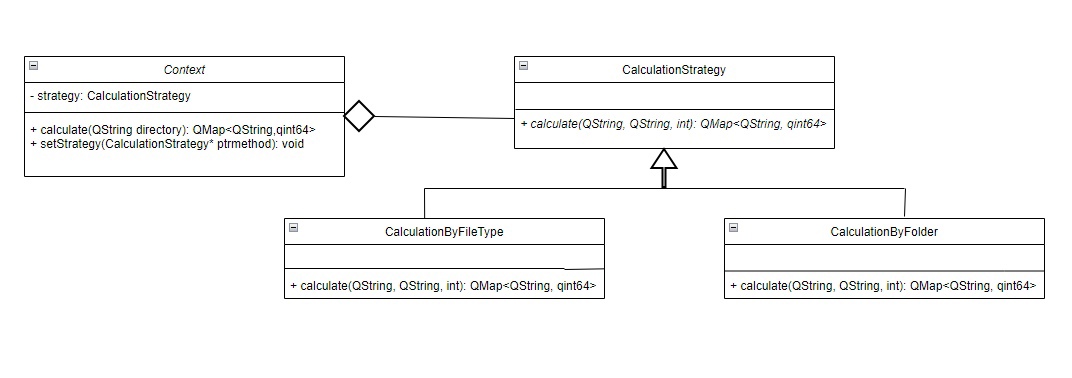 Context
- strategy: CalculationStrategy
+ calculate(QString directory): QMap<QString,qint64>
+ setStrategy(CalculationStrategy* ptrmethod): void
CalculationStrategy
+ calculate(QString, QString, int): QMap<QString, qint64>
CalculationByFileType
+ calculate(QString, QString, int): QMap<QString, qint64>
CalculationByFolder
+ calculate(QString, QString, int): QMap<QString, qint64>